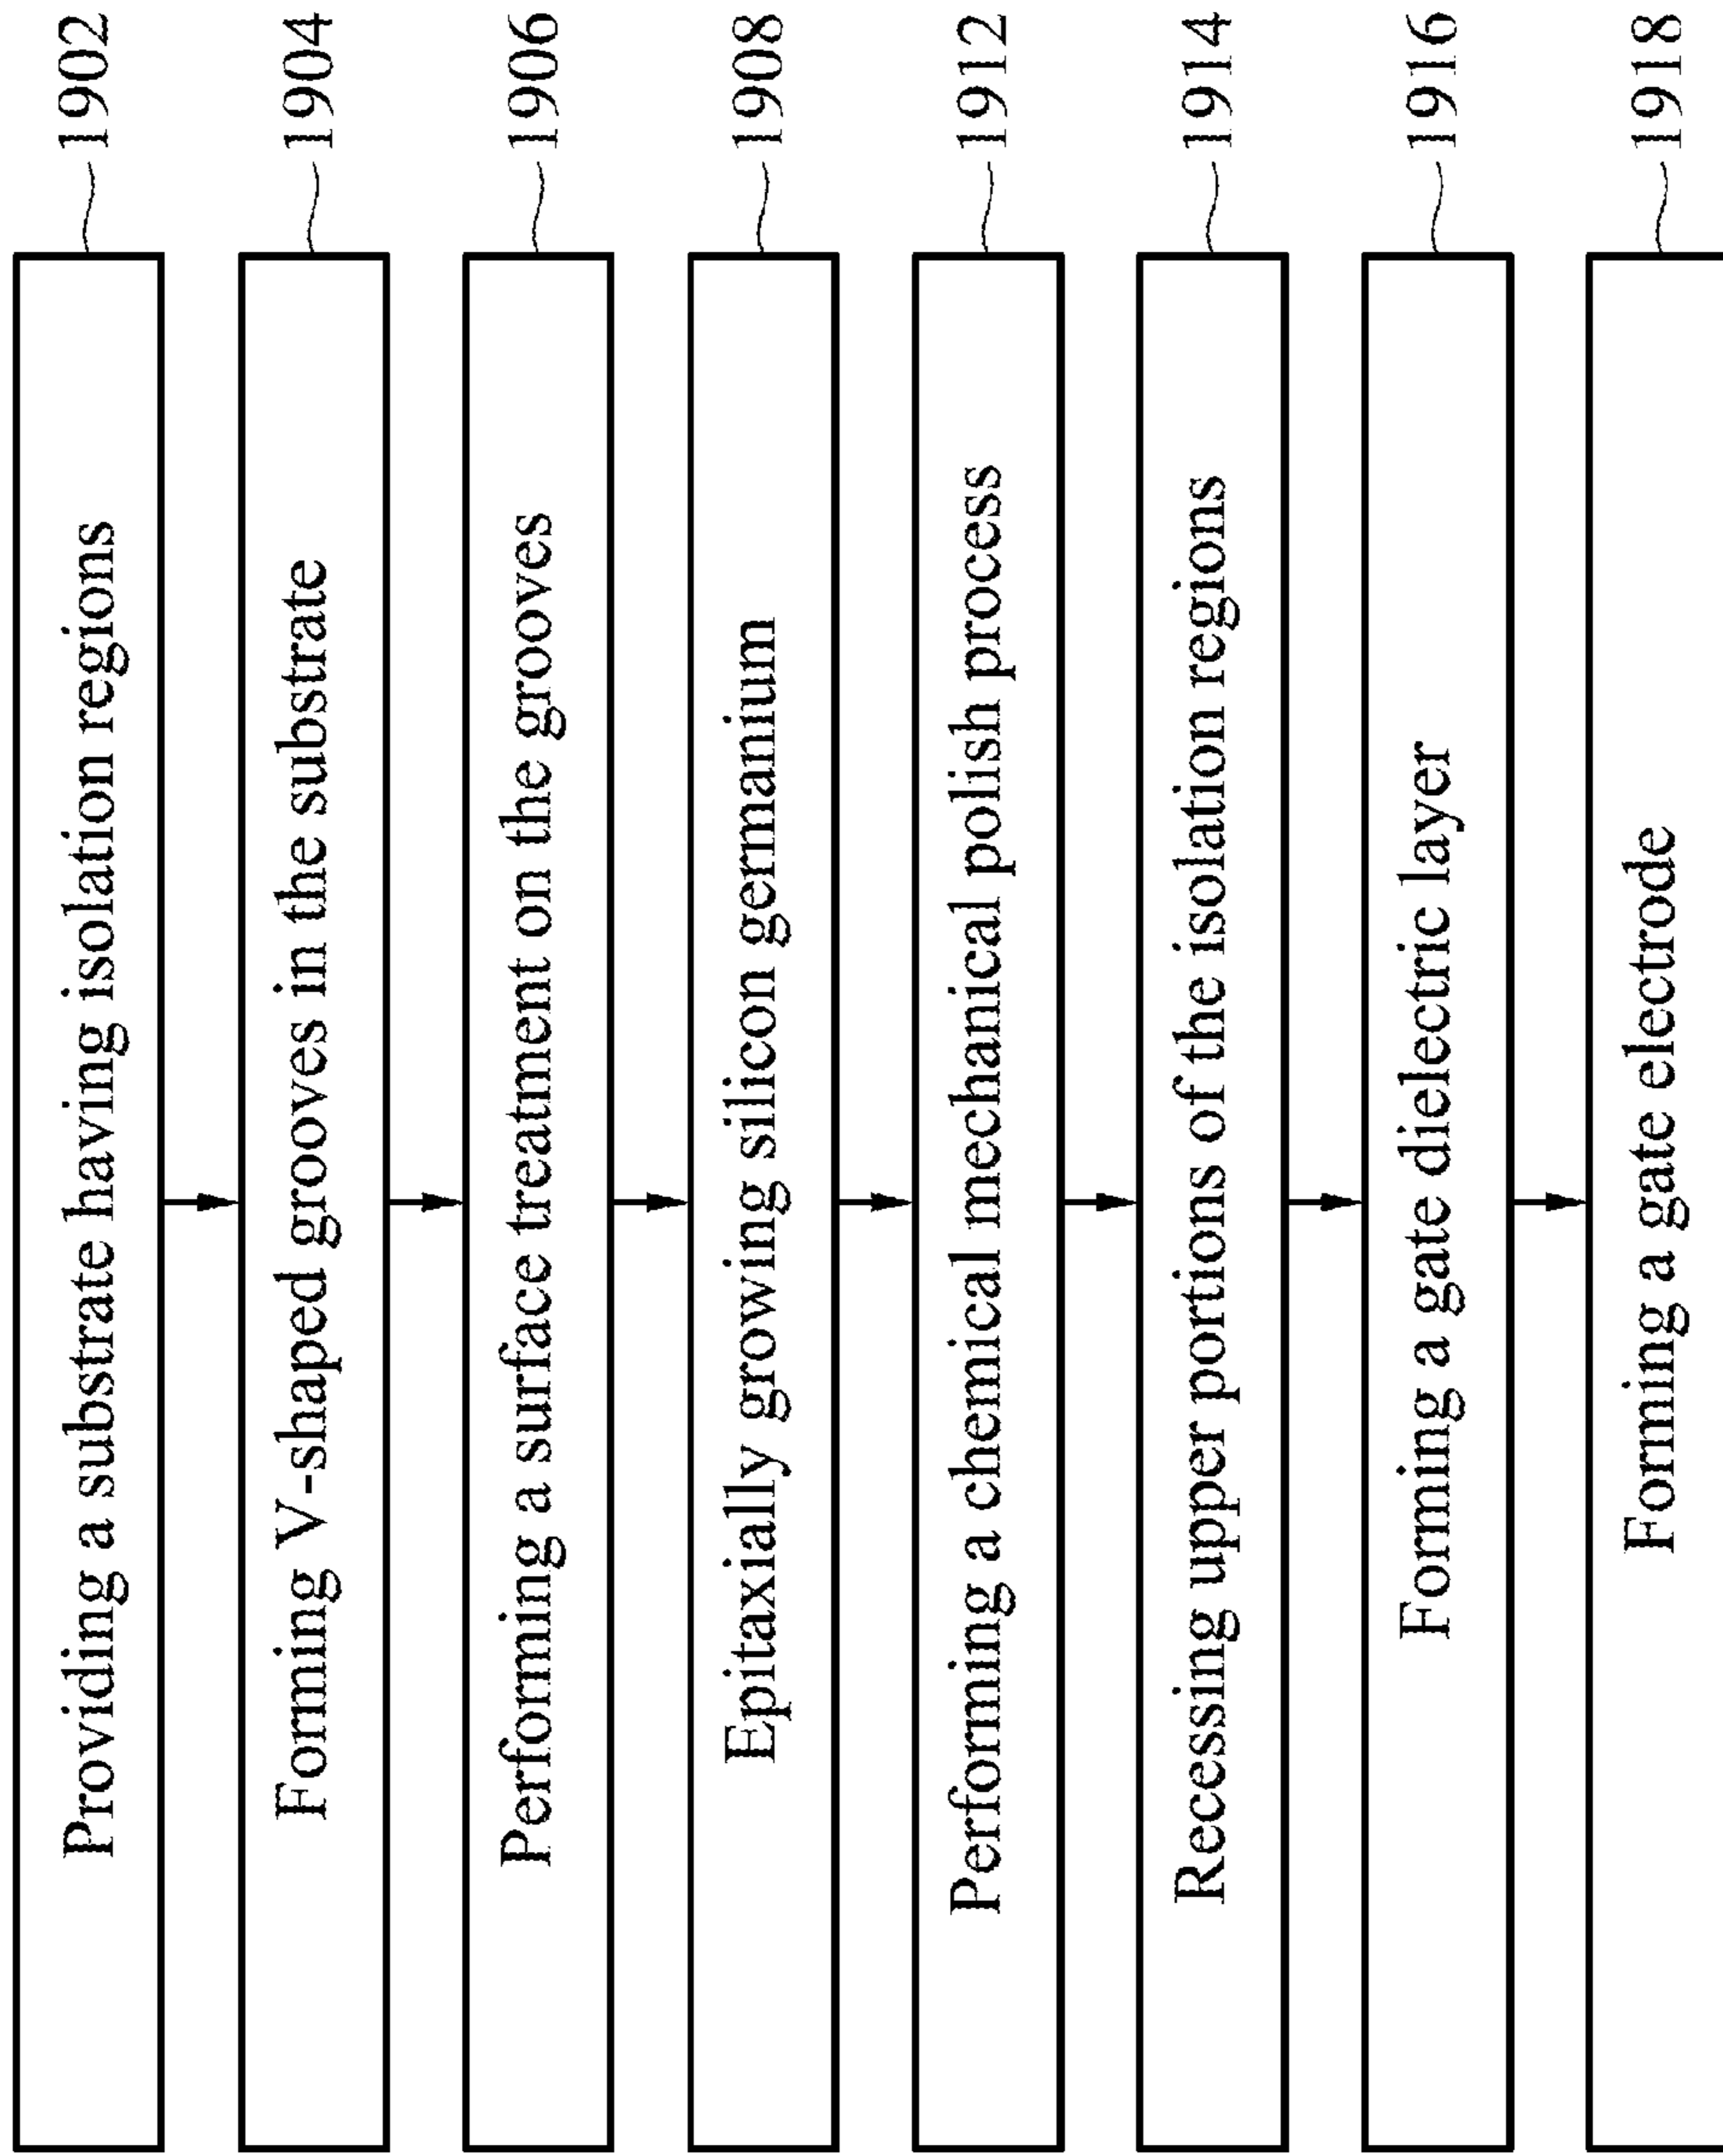 Providing a substrate having isolation regions 1902
Forming V-shaped grooves in the substrate 1904
Performing a surface treatment on the grooves 1906
Epitaxially growing silicon germanium 1908
Performing a chemical mechanical polish process 1912
Recessing upper portions of the isolation regions 1914
Forming a gate dielectric layer 1916
Forming a gate electrode 1918